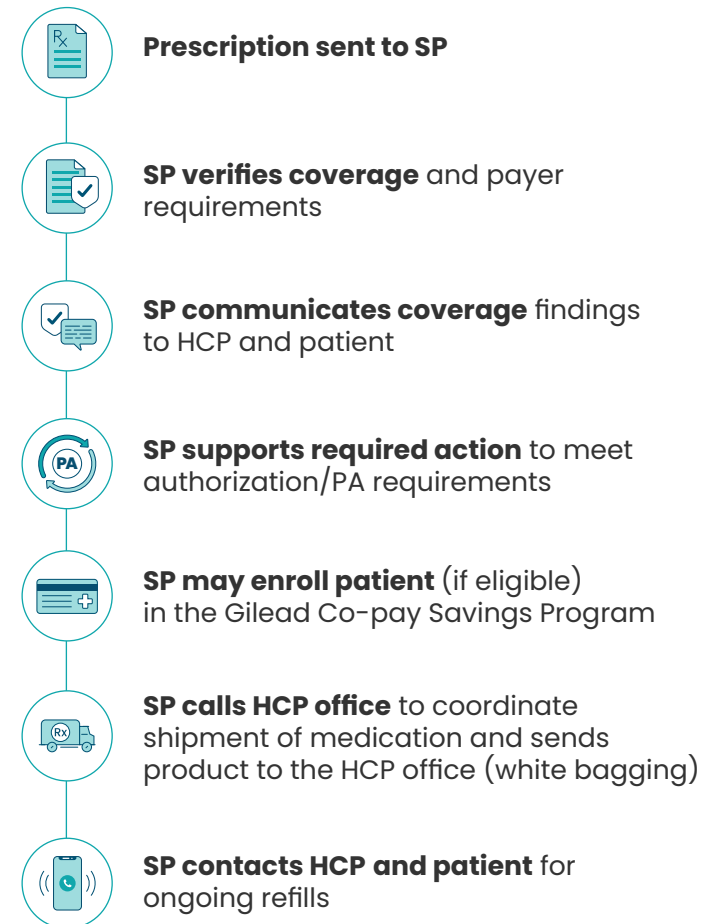 Rx
Prescription sent to SP
SP verifies coverage and payer
requirements
SP communicates coverage findings
to HCP and patient
PA
SP supports required action to meet
authorization/PA requirements
SP may enroll patient (if eligible)
in the Gilead Co-pay Savings Program
Rx
SP calls HCP office to coordinate
shipment of medication and sends
product to the HCP office (white bagging)
SP contacts HCP and patient for
ongoing refills